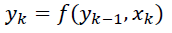 yₖ = f(yₖ₋₁, xₖ)